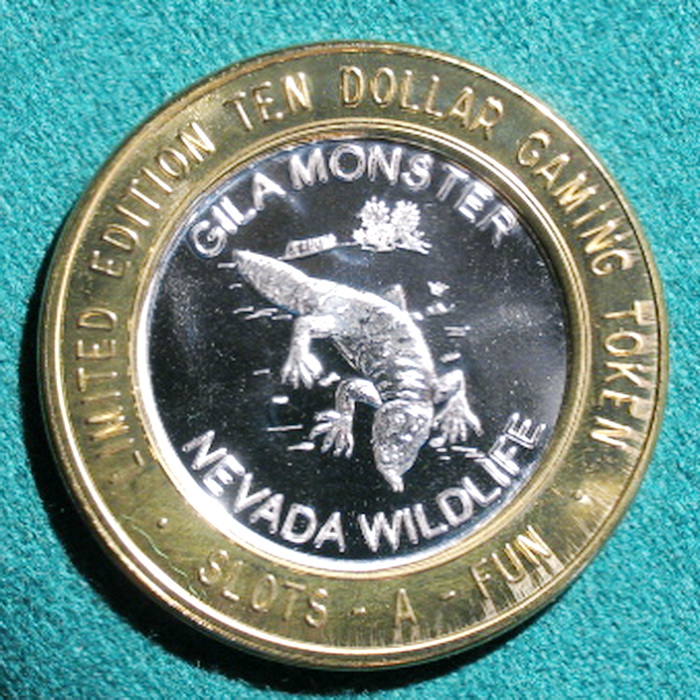 LIMITED EDITION TEN DOLLAR GAMING TOKEN
GILA MONSTER
NEVADA WILDLIFE
SLOTS - A - FUN